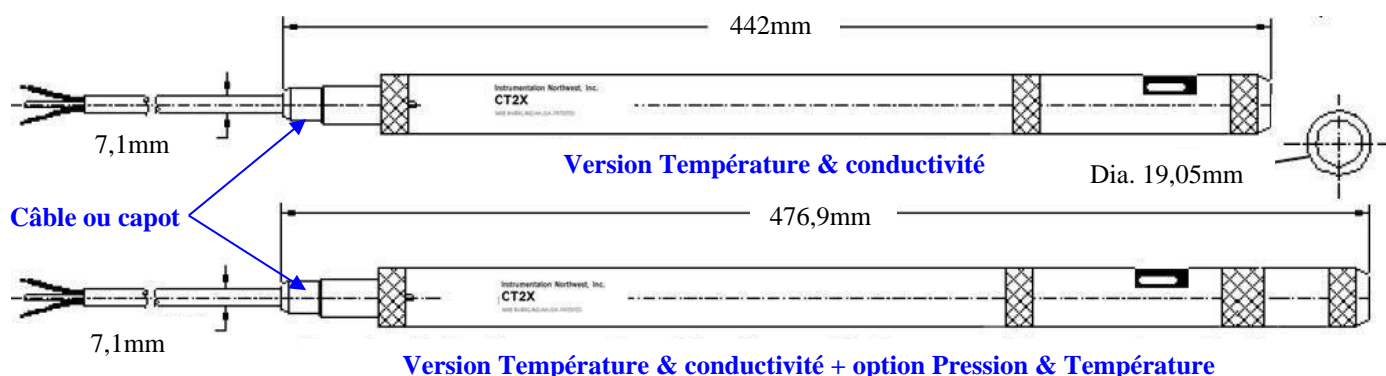 442mm
Instrumentation Northwest, Inc.
CT2X
7,1mm
Version Température & conductivité
Dia. 19,05mm
Câble ou capot
476,9mm
Instrumentation Northwest, Inc.
CT2X
7,1mm
Version Température & conductivité + option Pression & Température